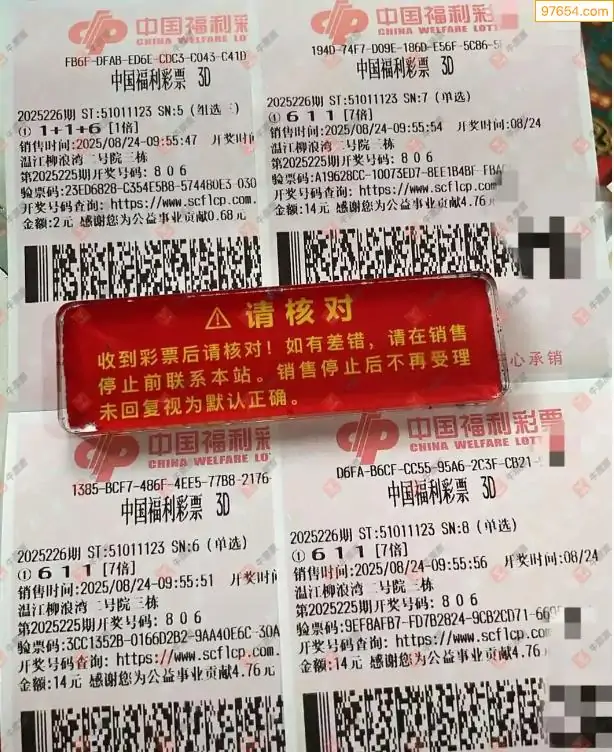 97654.com
中国福利彩
CHINA WELFARE LO
FB6F-DFAB-ED6E-CDC3-C043-C41D
中国福利彩票 3D
2025226期 ST:51011123 SN:5 (组选三)
① 1+1+6 [1倍]
销售时间:2025/08/24-09:55:47 开奖时
温江柳浪湾二号院三栋
第2025225期开奖号码: 8 0 6
验票码:23ED6828-C354E5B8-574480E3-030
开奖号码查询: https://www.scflcp.com.
金额:2元 感谢您为公益事业贡献0.68元
中国福利彩
CHINA WELFARE LOT
194D-74F7-D09E-186D-E56F-5C86-5
中国福利彩票 3D
2025226期 ST:51011123 SN:7 (单选)
① 6 1 1 [7倍]
销售时间:2025/08/24-09:55:54 开奖时间:08/24
温江柳浪湾二号院三栋
第2025225期开奖号码: 8 0 6
验票码:A19628CC-10073ED7-8EE1B4BF-FBA
开奖号码查询: https://www.scflcp.com
金额:14元 感谢您为公益事业贡献4.76元
请核对
收到彩票后请核对！如有差错，请在销售
停止前联系本站。销售停止后不再受理
未回复视为默认正确。
心承销
中国福利彩
CHINA WELFARE LO
1385-BCF7-486F-4EE5-77B8-2176-
中国福利彩票 3D
2025226期 ST:51011123 SN:6 (单选)
① 6 1 1 [7倍]
销售时间:2025/08/24-09:55:51 开奖时间
温江柳浪湾二号院三栋
第2025225期开奖号码: 8 0 6
验票码:3CC1352B-0166D2B2-9AA40E6C-30A
开奖号码查询: https://www.scflcp.com
金额:14元 感谢您为公益事业贡献4.76元
中国福利彩票
CHINA WELFARE LOTT
D6FA-B6CF-CC55-95A6-2C3F-CB21-
中国福利彩票 3D
2025226期 ST:51011123 SN:8 (单选)
① 6 1 1 [7倍]
销售时间:2025/08/24-09:55:56 开奖时间:08/24
温江柳浪湾二号院三栋
第2025225期开奖号码: 8 0 6
验票码:9EF8AFB7-FD7B2824-9CB2CD71-66
开奖号码查询: https://www.scflcp.com
金额:14元 感谢您为公益事业贡献4.76元